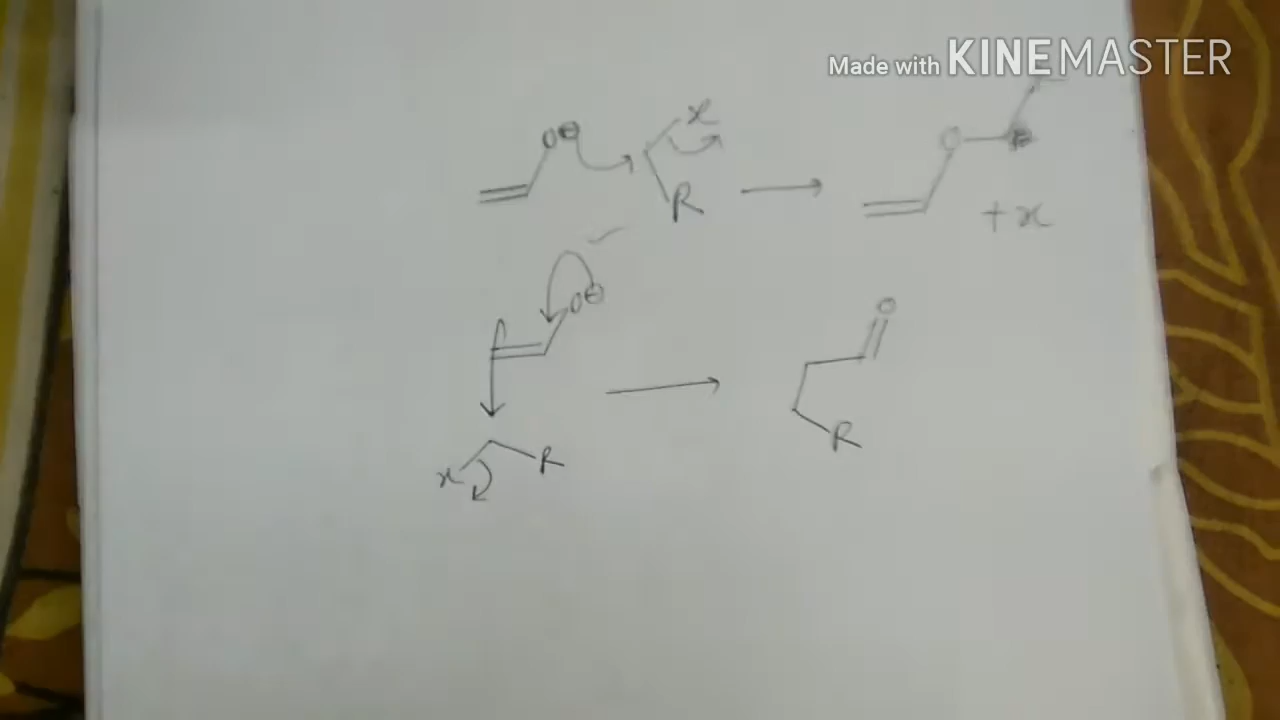 Made with KINEMASTER
O⊖ x
R
O
+ x
O⊖
O
x R
R